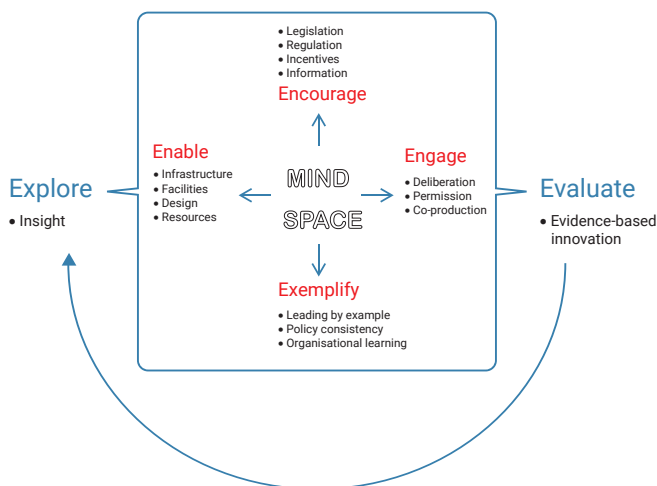 • Legislation
• Regulation
• Incentives
• Information
Encourage
Enable
• Infrastructure
• Facilities
• Design
• Resources
MIND
SPACE
Engage
• Deliberation
• Permission
• Co-production
Explore
• Insight
Evaluate
• Evidence-based
innovation
Exemplify
• Leading by example
• Policy consistency
• Organisational learning